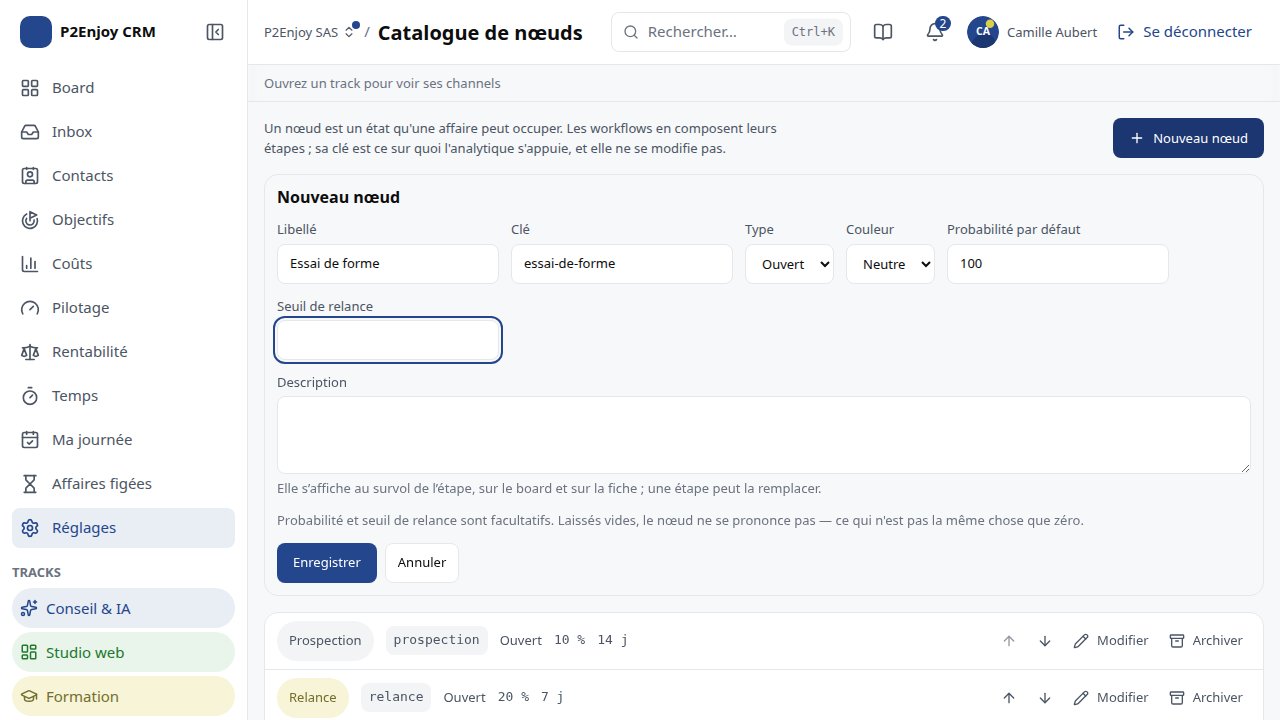 P2Enjoy CRM
Board
Inbox
Contacts
Objectifs
Coûts
Pilotage
Rentabilité
Temps
Ma journée
Affaires figées
Réglages
TRACKS
Conseil & IA
Studio web
Formation
P2Enjoy SAS / Catalogue de nœuds
Rechercher... Ctrl+K
2
CA Camille Aubert
Se déconnecter
Ouvrez un track pour voir ses channels
Un nœud est un état qu'une affaire peut occuper. Les workflows en composent leurs
étapes ; sa clé est ce sur quoi l'analytique s'appuie, et elle ne se modifie pas.
Nouveau nœud
Nouveau nœud
Libellé Clé Type Couleur Probabilité par défaut
Essai de forme essai-de-forme Ouvert Neutre 100
Seuil de relance
Description
Elle s’affiche au survol de l’étape, sur le board et sur la fiche ; une étape peut la remplacer.
Probabilité et seuil de relance sont facultatifs. Laissés vides, le nœud ne se prononce pas — ce qui n'est pas la même chose que zéro.
Enregistrer Annuler
Prospection prospection Ouvert 10 % 14 j Modifier Archiver
Relance relance Ouvert 20 % 7 j Modifier Archiver